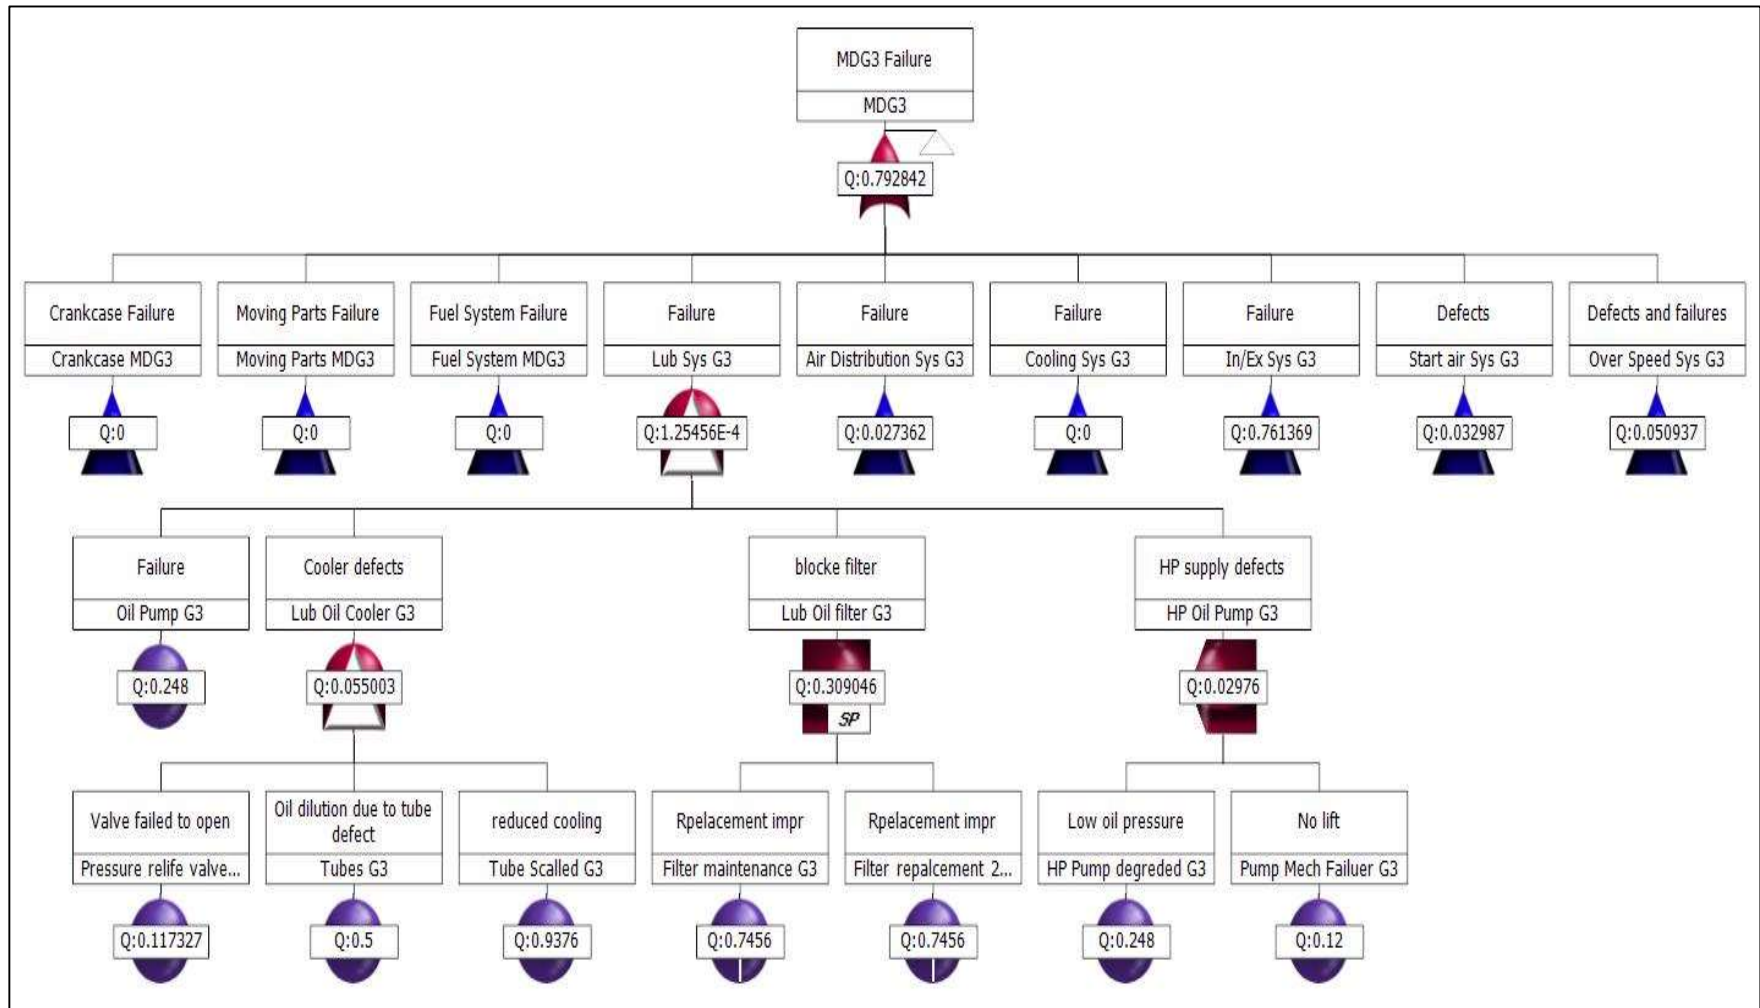 MDG3 Failure
MDG3
Q:0.792842
Crankcase Failure
Crankcase MDG3
Q:0
Moving Parts Failure
Moving Parts MDG3
Q:0
Fuel System Failure
Fuel System MDG3
Q:0
Failure
Lub Sys G3
Q:1.25456E-4
Failure
Air Distribution Sys G3
Q:0.027362
Failure
Cooling Sys G3
Q:0
Failure
In/Ex Sys G3
Q:0.761369
Defects
Start air Sys G3
Q:0.032987
Defects and failures
Over Speed Sys G3
Q:0.050937
Failure
Oil Pump G3
Q:0.248
Cooler defects
Lub Oil Cooler G3
Q:0.055003
blocke filter
Lub Oil filter G3
Q:0.309046
SP
HP supply defects
HP Oil Pump G3
Q:0.02976
Valve failed to open
Pressure relife valve...
Q:0.117327
Oil dilution due to tube
defect
Tubes G3
Q:0.5
reduced cooling
Tube Scalled G3
Q:0.9376
Rpelacement impr
Filter maintenance G3
Q:0.7456
Rpelacement impr
Filter repalcement 2...
Q:0.7456
Low oil pressure
HP Pump degreded G3
Q:0.248
No lift
Pump Mech Failuer G3
Q:0.12